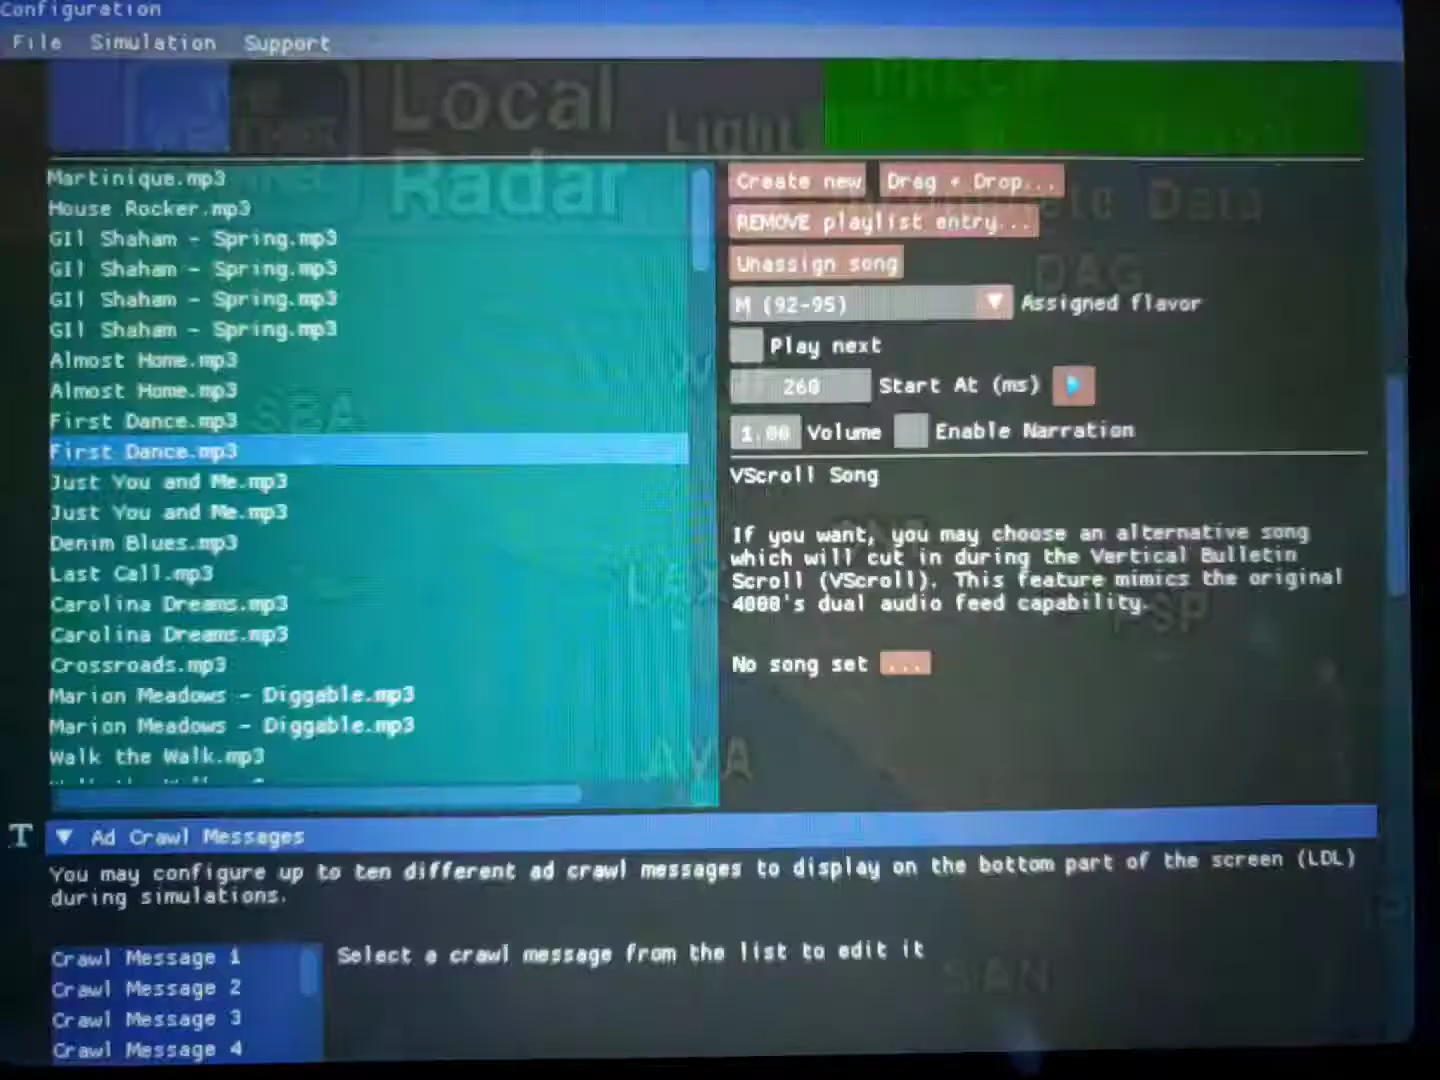 Configuration
File Simulation Support
Local
Radar
Light
Data
DAG
Martinique.mp3
House Rocker.mp3
GIl Shaham - Spring.mp3
GIl Shaham - Spring.mp3
GIl Shaham - Spring.mp3
GIl Shaham - Spring.mp3
Almost Home.mp3
Almost Home.mp3
First Dance.mp3
SBA
First Dance.mp3
Just You and Me.mp3
Just You and Me.mp3
Denim Blues.mp3
Last Call.mp3
Carolina Dreams.mp3
Carolina Dreams.mp3
Crossroads.mp3
Marion Meadows - Diggable.mp3
Marion Meadows - Diggable.mp3
Walk the Walk.mp3
LAX
AVA
Create new Drag + Drop...
REMOVE playlist entry...
Unassign song
M (92-95) Assigned flavor
Play next
260 Start At (ms)
1.00 Volume Enable Narration
VScroll Song
If you want, you may choose an alternative song
which will cut in during the Vertical Bulletin
Scroll (VScroll). This feature mimics the original
4000's dual audio feed capability.
PSP
No song set ...
T
Ad Crawl Messages
You may configure up to ten different ad crawl messages to display on the bottom part of the screen (LDL)
during simulations.
Crawl Message 1
Crawl Message 2
Crawl Message 3
Crawl Message 4
Select a crawl message from the list to edit it
SAN